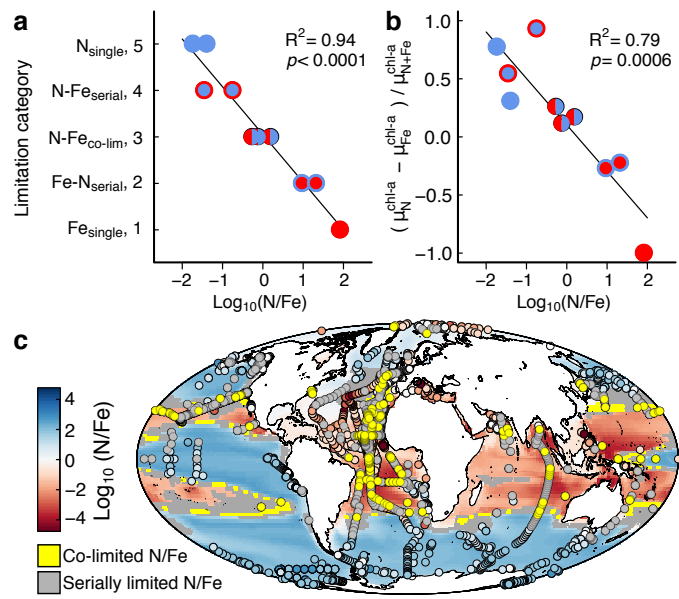 a
R² = 0.94
p< 0.0001
Limitation category
N_single, 5
N-Fe_serial, 4
N-Fe_co-lim, 3
Fe-N_serial, 2
Fe_single, 1
−2 −1 0 1 2
Log₁₀(N/Fe)
b
R² = 0.79
p= 0.0006
( μ_N^chl-a − μ_Fe^chl-a ) / μ_N+Fe^chl-a
1.0
0.5
0.0
−0.5
−1.0
−2 −1 0 1 2
Log₁₀(N/Fe)
c
4
2
0
−2
−4
Log₁₀ (N/Fe)
Co-limited N/Fe
Serially limited N/Fe